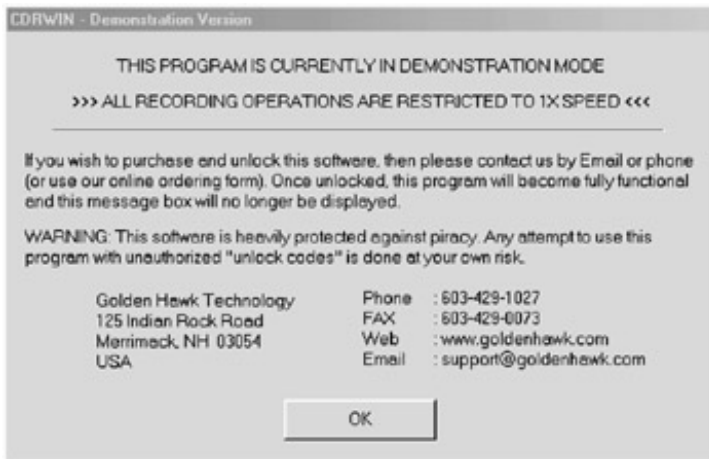 CDRWIN - Demonstration Version
THIS PROGRAM IS CURRENTLY IN DEMONSTRATION MODE
>>> ALL RECORDING OPERATIONS ARE RESTRICTED TO 1X SPEED <<<
If you wish to purchase and unlock this software, then please contact us by Email or phone
(or use our online ordering form). Once unlocked, this program will become fully functional
and this message box will no longer be displayed.
WARNING: This software is heavily protected against piracy. Any attempt to use this
program with unauthorized "unlock codes" is done at your own risk.
Golden Hawk Technology
125 Indian Rock Road
Merrimack, NH 03054
USA
Phone : 603-429-1027
FAX : 603-429-0073
Web : www.goldenhawk.com
Email : support@goldenhawk.com
OK